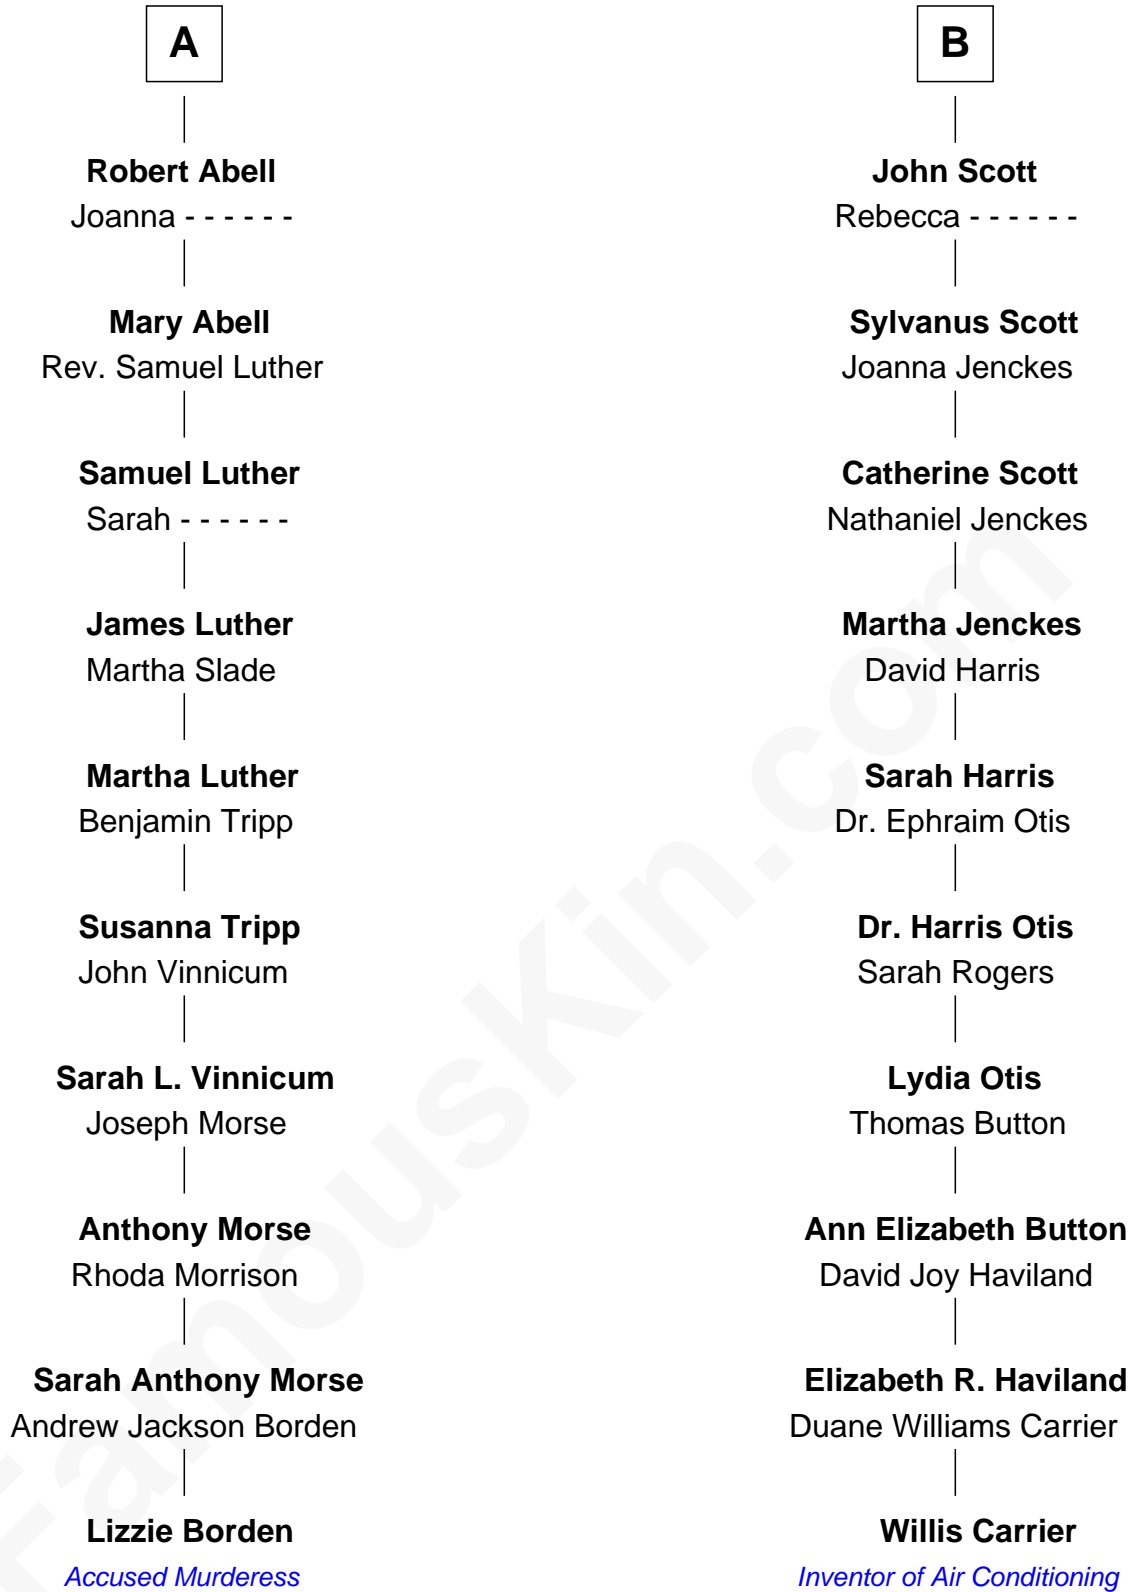 A
Robert Abell
Joanna - - - - - -
Mary Abell
Rev. Samuel Luther
Samuel Luther
Sarah - - - - - -
James Luther
Martha Slade
Martha Luther
Benjamin Tripp
Susanna Tripp
John Vinnicum
Sarah L. Vinnicum
Joseph Morse
Anthony Morse
Rhoda Morrison
Sarah Anthony Morse
Andrew Jackson Borden
Lizzie Borden
Accused Murderess
B
John Scott
Rebecca - - - - - -
Sylvanus Scott
Joanna Jenckes
Catherine Scott
Nathaniel Jenckes
Martha Jenckes
David Harris
Sarah Harris
Dr. Ephraim Otis
Dr. Harris Otis
Sarah Rogers
Lydia Otis
Thomas Button
Ann Elizabeth Button
David Joy Haviland
Elizabeth R. Haviland
Duane Williams Carrier
Willis Carrier
Inventor of Air Conditioning
FamousKin.com